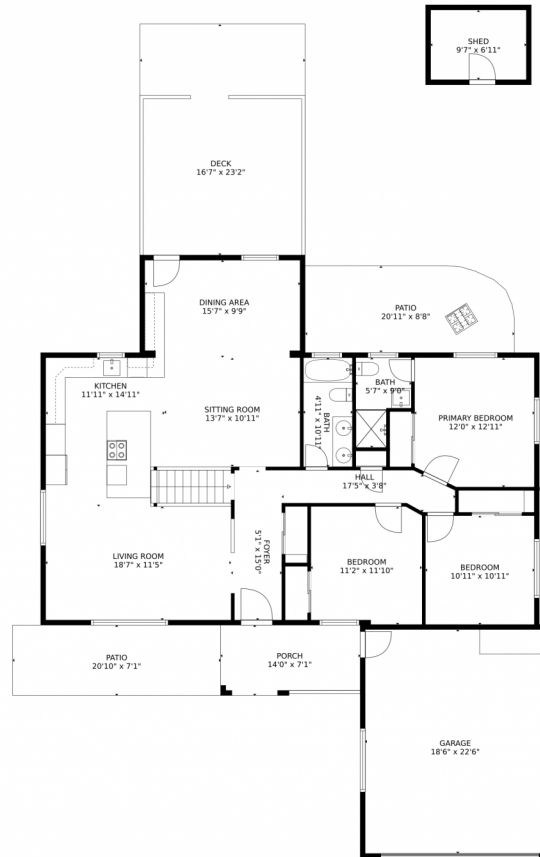 SHED
9'7" x 6'11"
DECK
16'7" x 23'2"
DINING AREA
15'7" x 9'9"
PATIO
20'11" x 8'8"
KITCHEN
11'11" x 14'11"
SITTING ROOM
13'7" x 10'11"
BATH
4'11" x 10'11"
BATH
5'7" x 9'0"
PRIMARY BEDROOM
12'0" x 12'11"
HALL
17'5" x 3'8"
LIVING ROOM
18'7" x 11'5"
FOYER
5'1" x 15'0"
BEDROOM
11'2" x 11'10"
BEDROOM
10'11" x 10'11"
PATIO
20'10" x 7'1"
PORCH
14'0" x 7'1"
GARAGE
18'6" x 22'6"